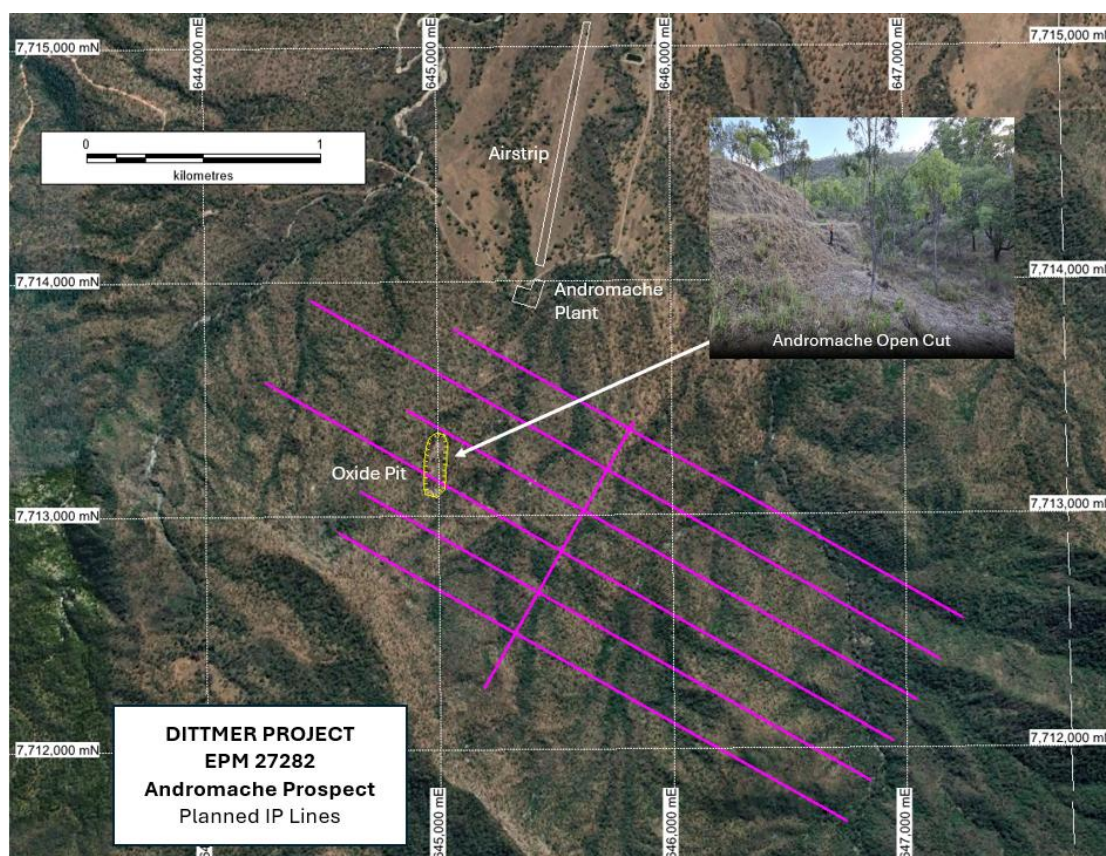 644,000 mE
645,000 mE
646,000 mE
647,000 mE
7,715,000 mN
7,715,000 mN
0
1
kilometres
Airstrip
Andromache
Plant
7,714,000 mN
7,714,000 mN
Andromache Open Cut
Oxide Pit
7,713,000 mN
7,713,000 mN
7,712,000 mN
7,712,000 mN
DITTMER PROJECT
EPM 27282
Andromache Prospect
Planned IP Lines
645,000 mE
646,000 mE
647,000 mE